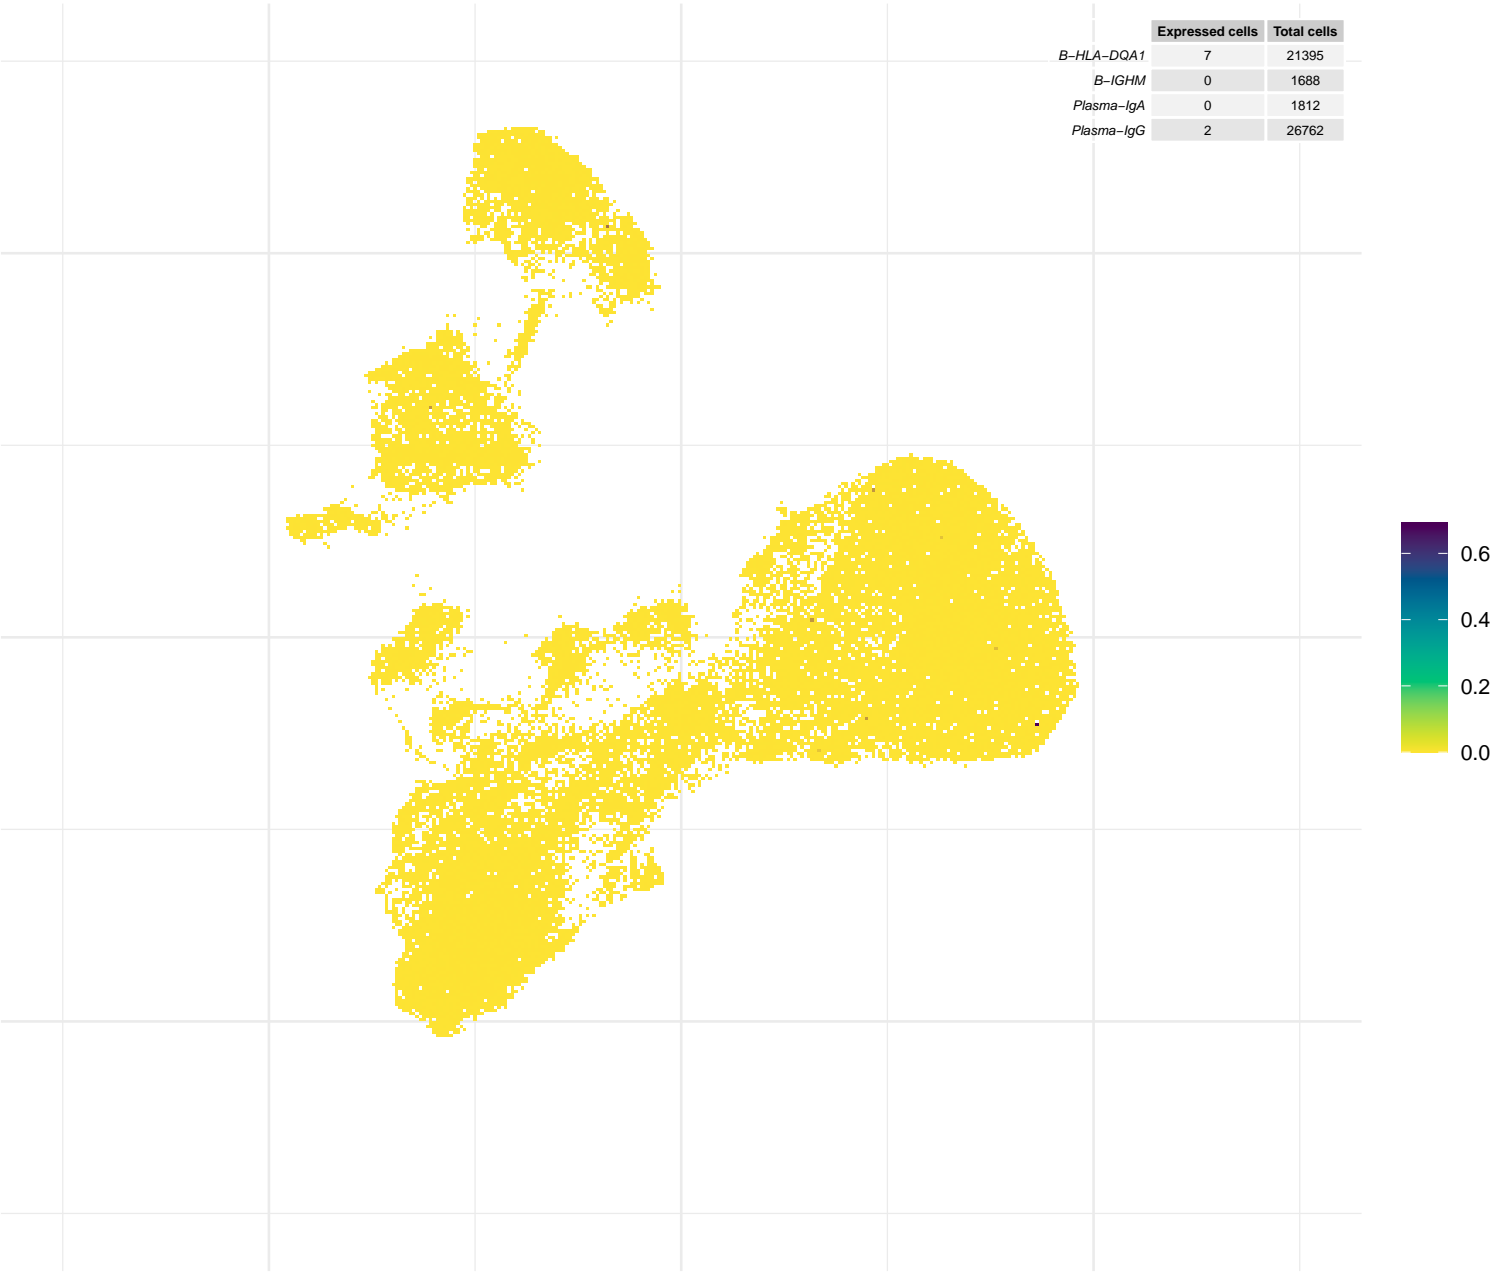 Expressed cells Total cells
B−HLA−DQA1 7 21395
B−IGHM 0 1688
Plasma−IgA 0 1812
Plasma−IgG 2 26762
0.6
0.4
0.2
0.0